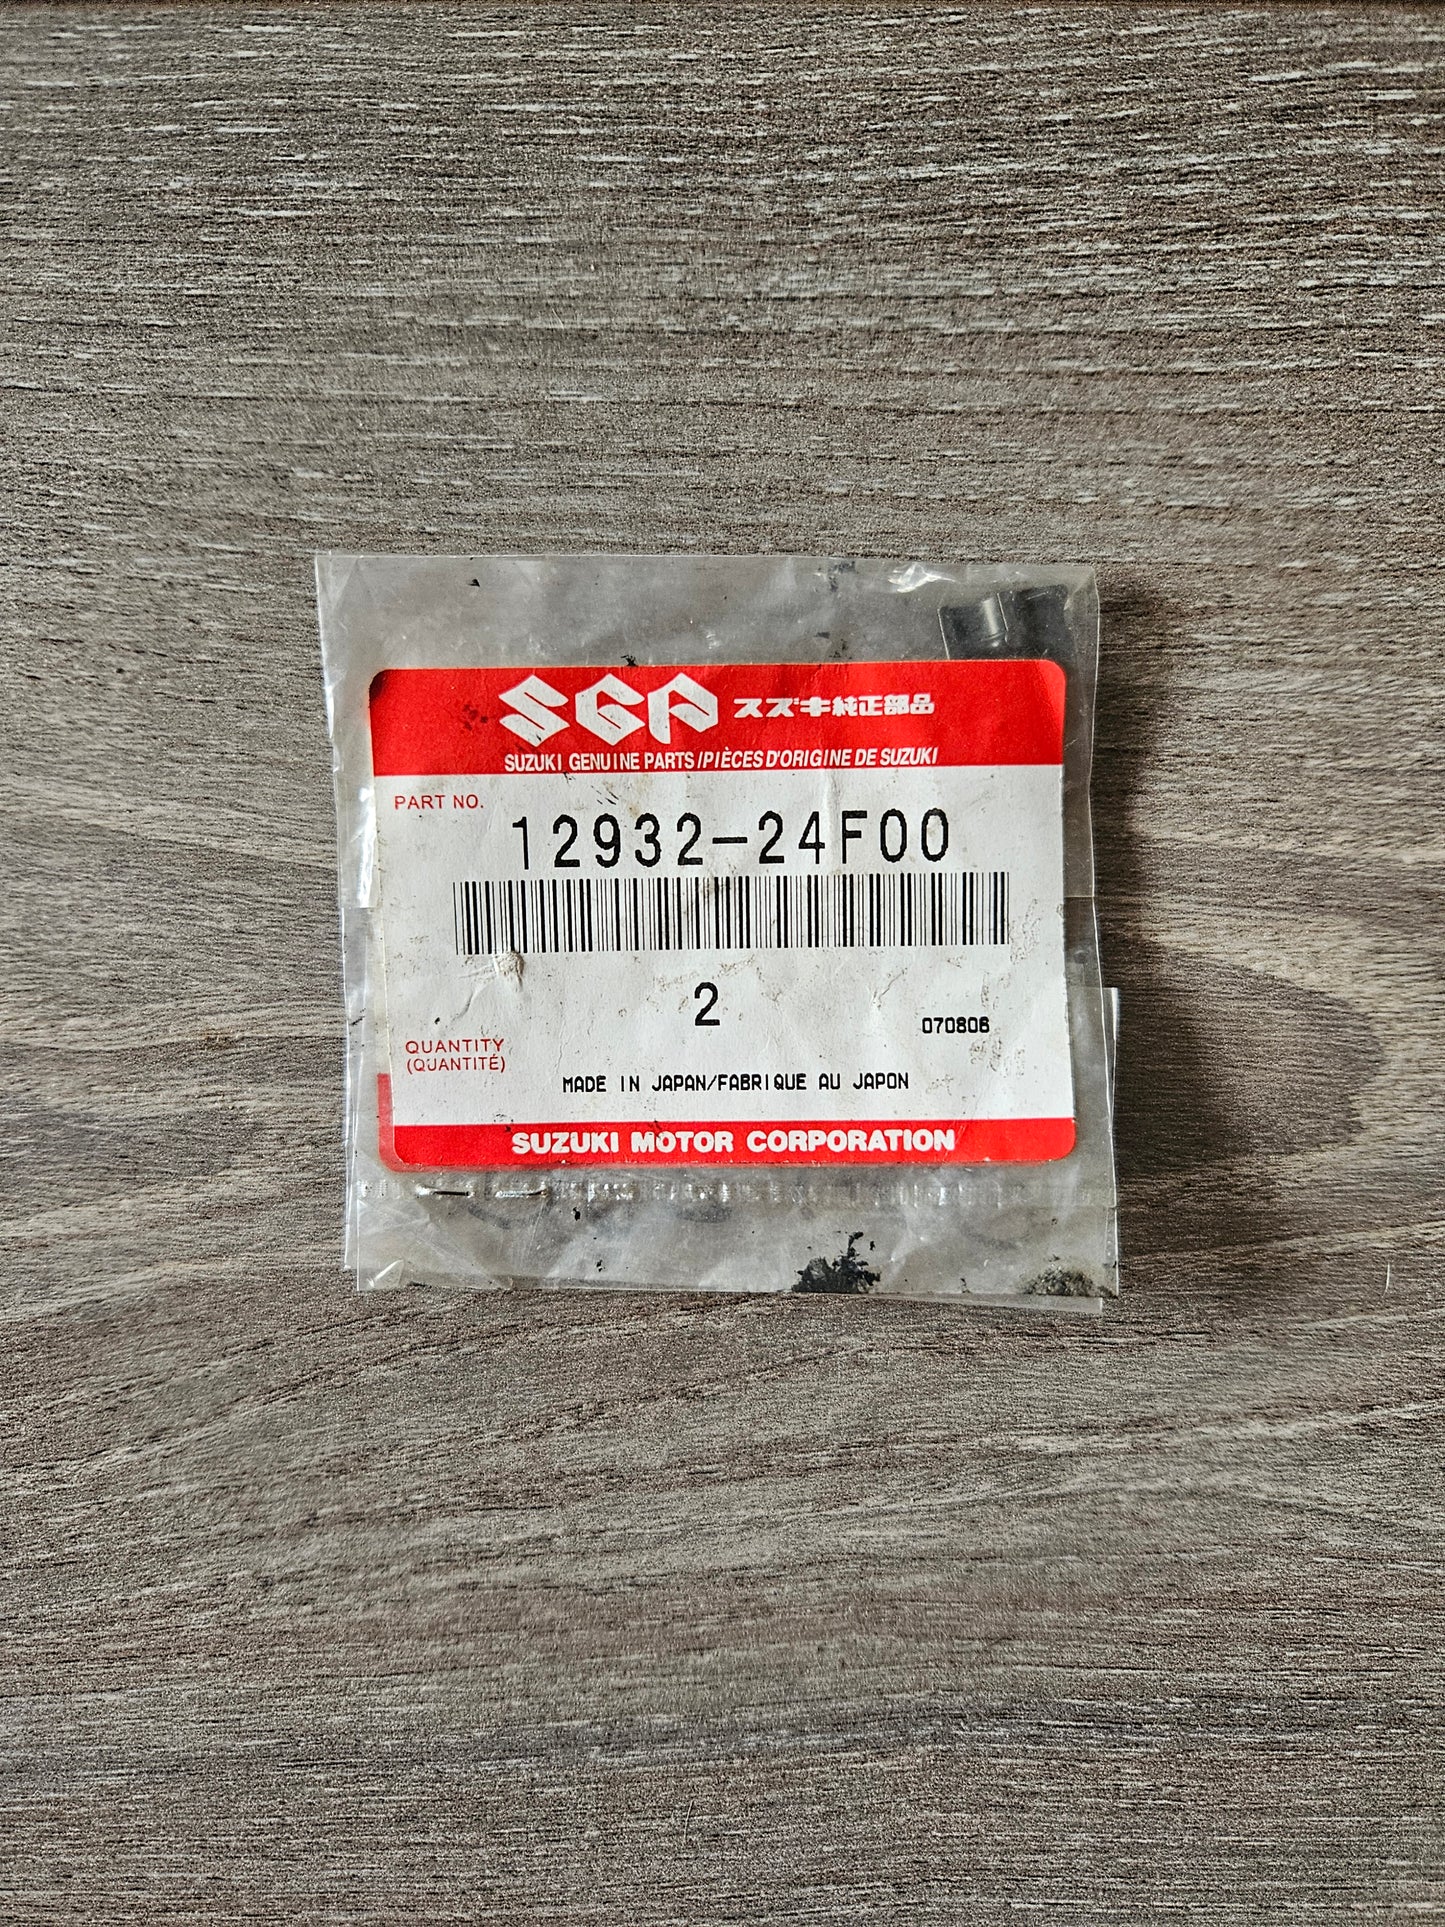 SGP スズキ純正部品
SUZUKI GENUINE PARTS/PIÈCES D'ORIGINE DE SUZUKI
PART NO.
12932-24F00
2
070806
QUANTITY
(QUANTITÉ)
MADE IN JAPAN/FABRIQUE AU JAPON
SUZUKI MOTOR CORPORATION